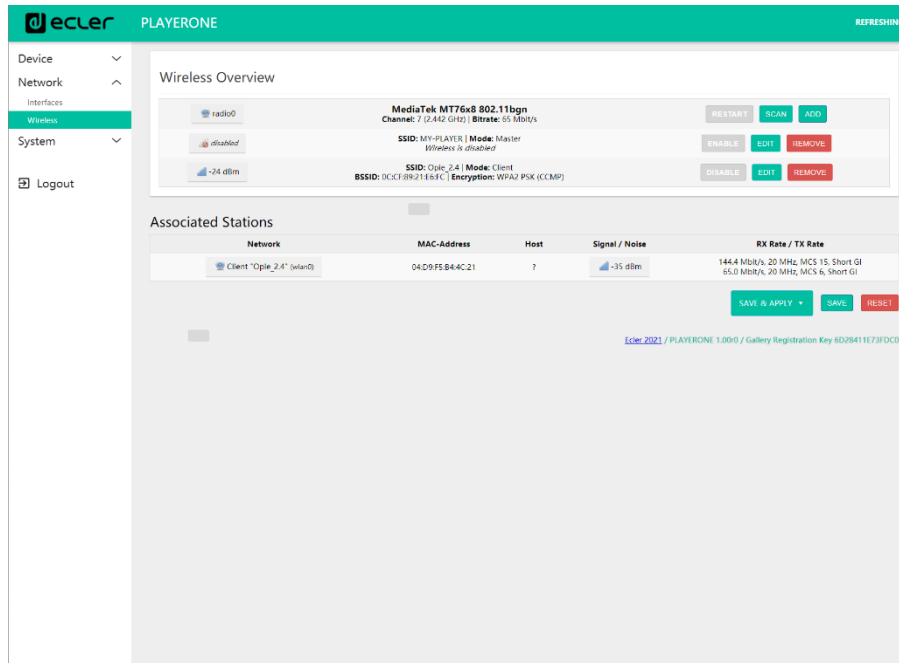 ecler
PLAYERONE
REFRESHIN
Device
Network
Interfaces
Wireless
System
Logout
Wireless Overview
radio0
MediaTek MT76x8 802.11bgn
Channel: 7 (2.442 GHz) | Bitrate: 65 Mbit/s
RESTART SCAN ADD
disabled
SSID: MY-PLAYER | Mode: Master
Wireless is disabled
ENABLE EDIT REMOVE
-24 dBm
SSID: Ople_2.4 | Mode: Client
BSSID: 0C:CF:89:21:E6:FC | Encryption: WPA2 PSK (CCMP)
DISABLE EDIT REMOVE
Associated Stations
Network MAC-Address Host Signal / Noise RX Rate / TX Rate
Client "Ople_2.4" (wlan0) 04:D9:F5:B4:4C:21 ? -35 dBm
144.4 Mbit/s, 20 MHz, MCS 15, Short GI
65.0 Mbit/s, 20 MHz, MCS 6, Short GI
SAVE & APPLY SAVE RESET
Ecler 2021 / PLAYERONE 1.00r0 / Gallery Registration Key 6D28411E73FDC0